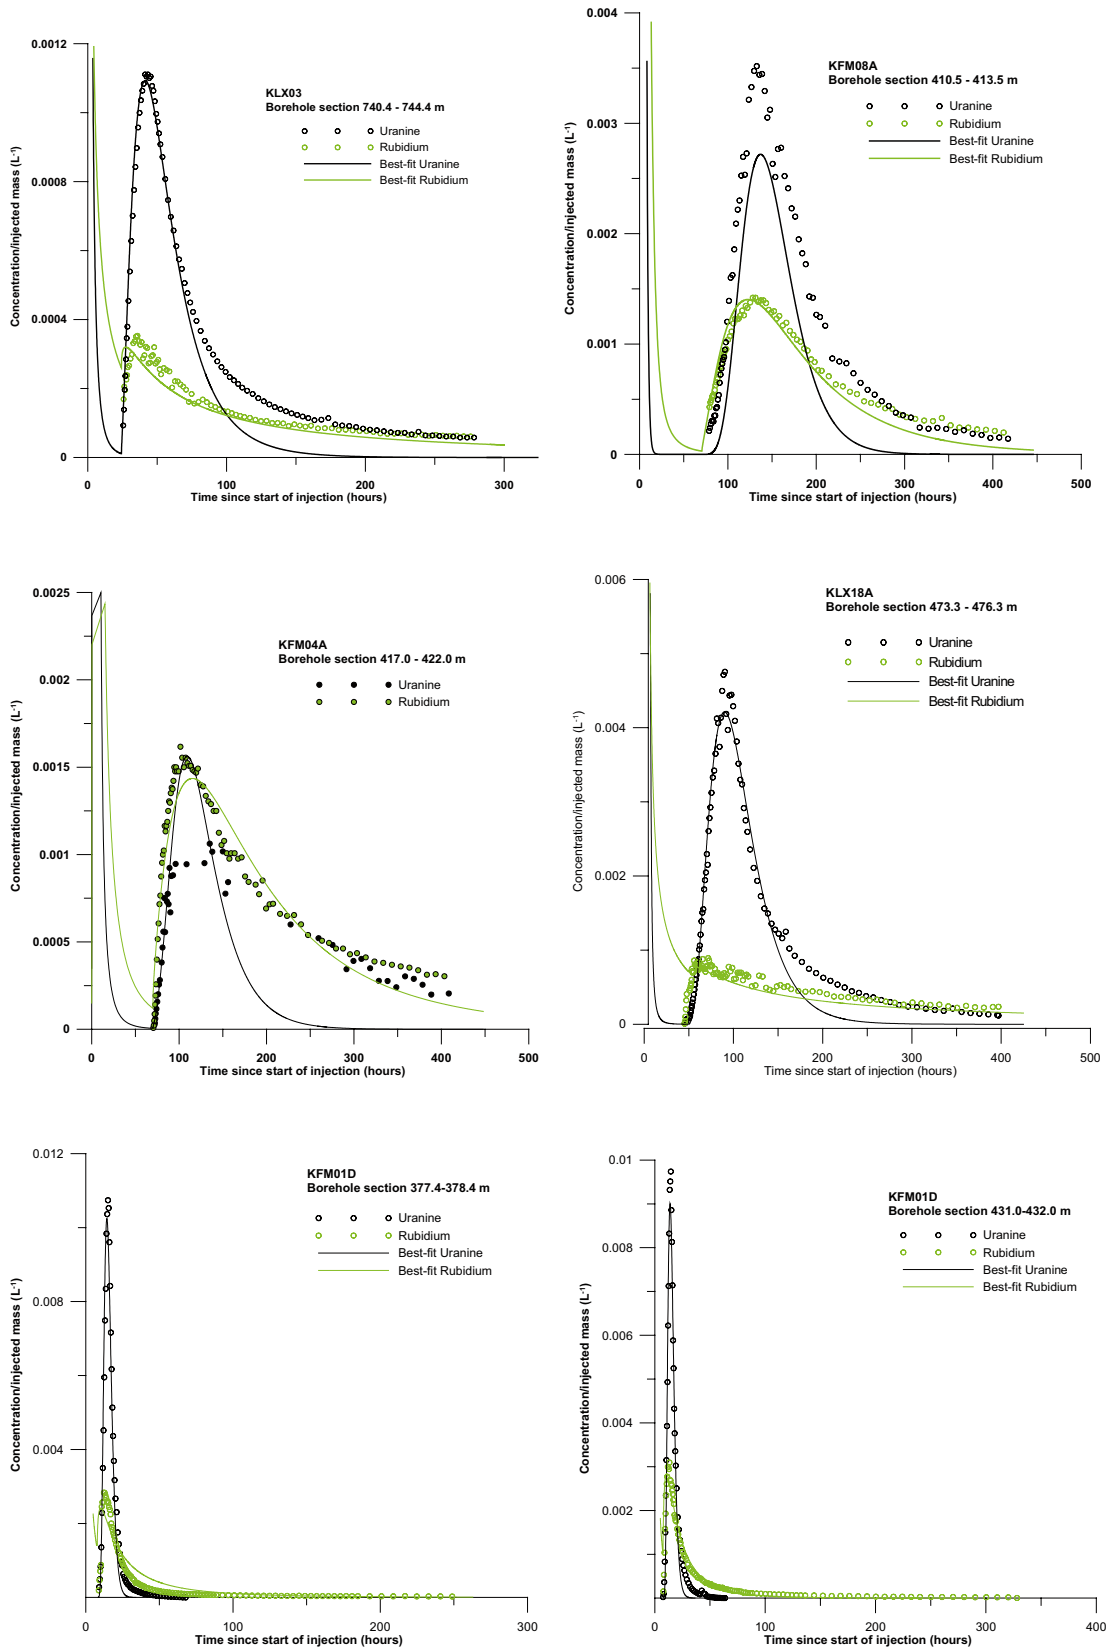 KLX03
Borehole section 740.4 - 744.4 m
Uranine
Rubidium
Best-fit Uranine
Best-fit Rubidium
Concentration/injected mass (L⁻¹)
0.0012
0.0008
0.0004
0
0 100 200 300
Time since start of injection (hours)
KFM08A
Borehole section 410.5 - 413.5 m
Uranine
Rubidium
Best-fit Uranine
Best-fit Rubidium
Concentration/injected mass (L⁻¹)
0.004
0.003
0.002
0.001
0
0 100 200 300 400 500
Time since start of injection (hours)
KFM04A
Borehole section 417.0 - 422.0 m
Uranine
Rubidium
Concentration/injected mass (L⁻¹)
0.0025
0.002
0.0015
0.001
0.0005
0
0 100 200 300 400 500
Time since start of injection (hours)
KLX18A
Borehole section 473.3 - 476.3 m
Uranine
Rubidium
Best-fit Uranine
Best-fit Rubidium
Concentration/injected mass (L⁻¹)
0.006
0.004
0.002
0
0 100 200 300 400 500
Time since start of injection (hours)
KFM01D
Borehole section 377.4-378.4 m
Uranine
Rubidium
Best-fit Uranine
Best-fit Rubidium
Concentration/injected mass (L⁻¹)
0.012
0.008
0.004
0 100 200 300
Time since start of injection (hours)
KFM01D
Borehole section 431.0-432.0 m
Uranine
Rubidium
Best-fit Uranine
Best-fit Rubidium
Concentration/injected mass (L⁻¹)
0.01
0.008
0.006
0.004
0.002
0 100 200 300 400
Time since start of injection (hours)